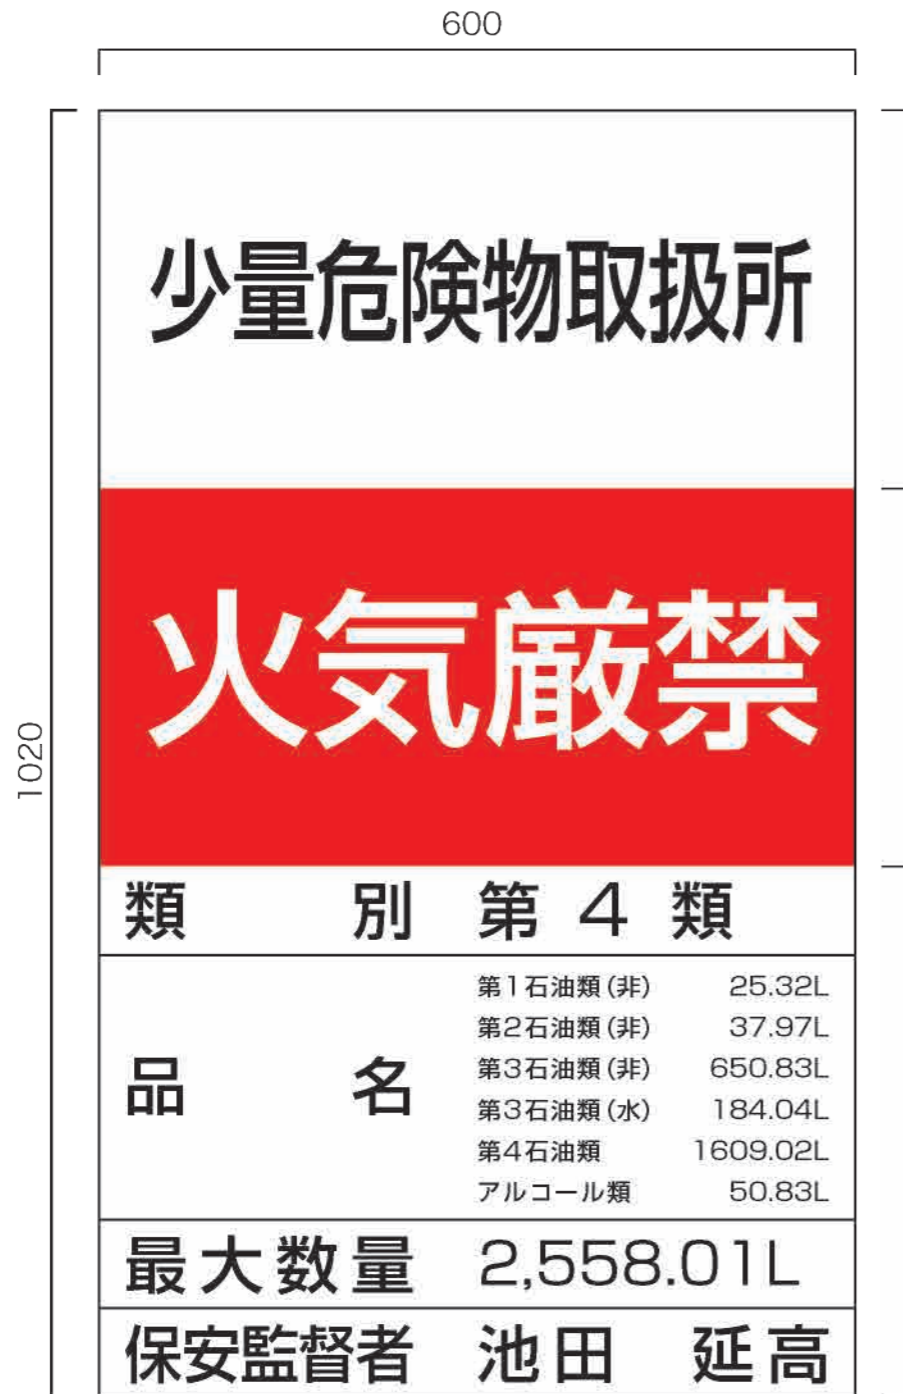 600
1020
少量危険物取扱所
火気厳禁
類別 第4類
品名
第1石油類(非) 25.32L
第2石油類(非) 37.97L
第3石油類(非) 650.83L
第3石油類(水) 184.04L
第4石油類 1609.02L
アルコール類 50.83L
最大数量 2,558.01L
保安監督者 池田 延高